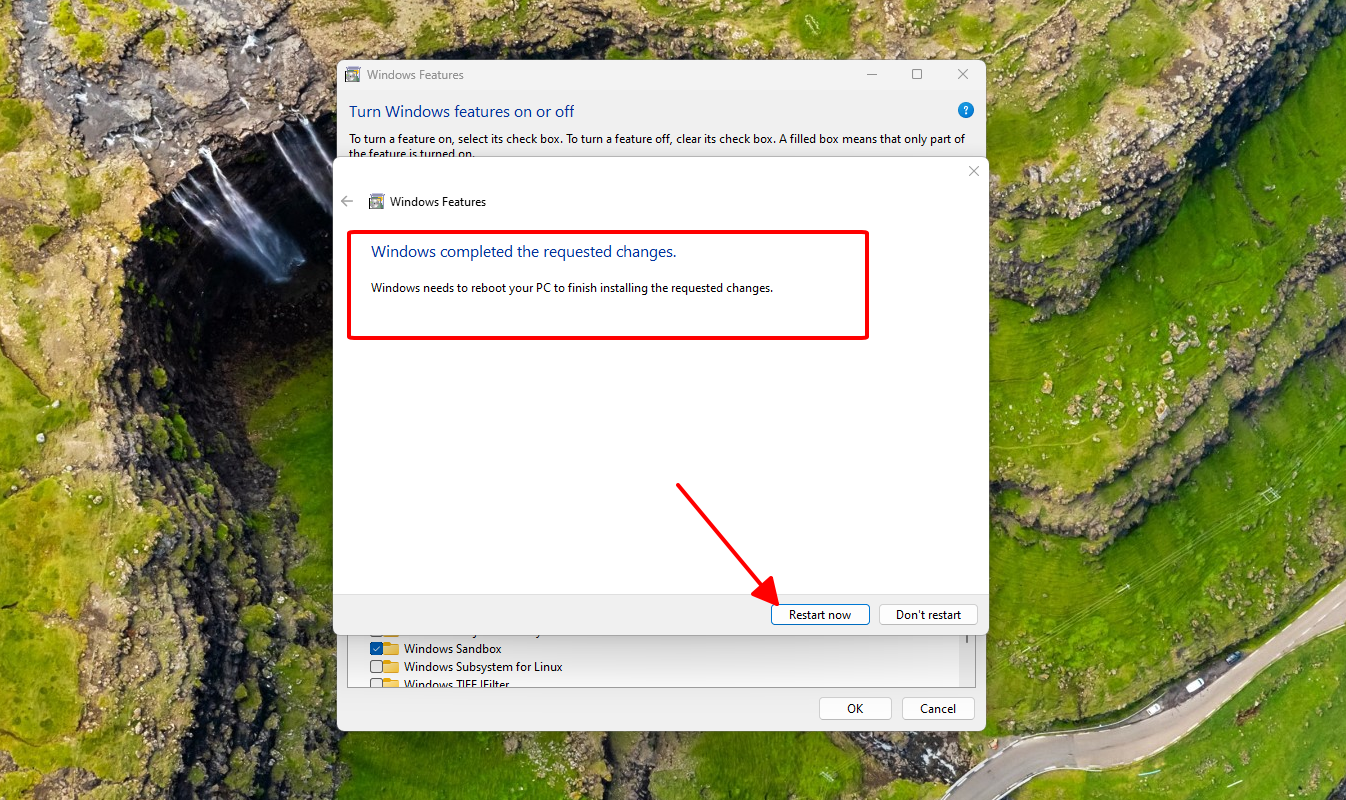 Windows Features
Turn Windows features on or off
?
To turn a feature on, select its check box. To turn a feature off, clear its check box. A filled box means that only part of
the feature is turned on.
Windows Features
Windows completed the requested changes.
Windows needs to reboot your PC to finish installing the requested changes.
Restart now
Don't restart
Windows Sandbox
Windows Subsystem for Linux
Windows TIFF IFilter
OK
Cancel